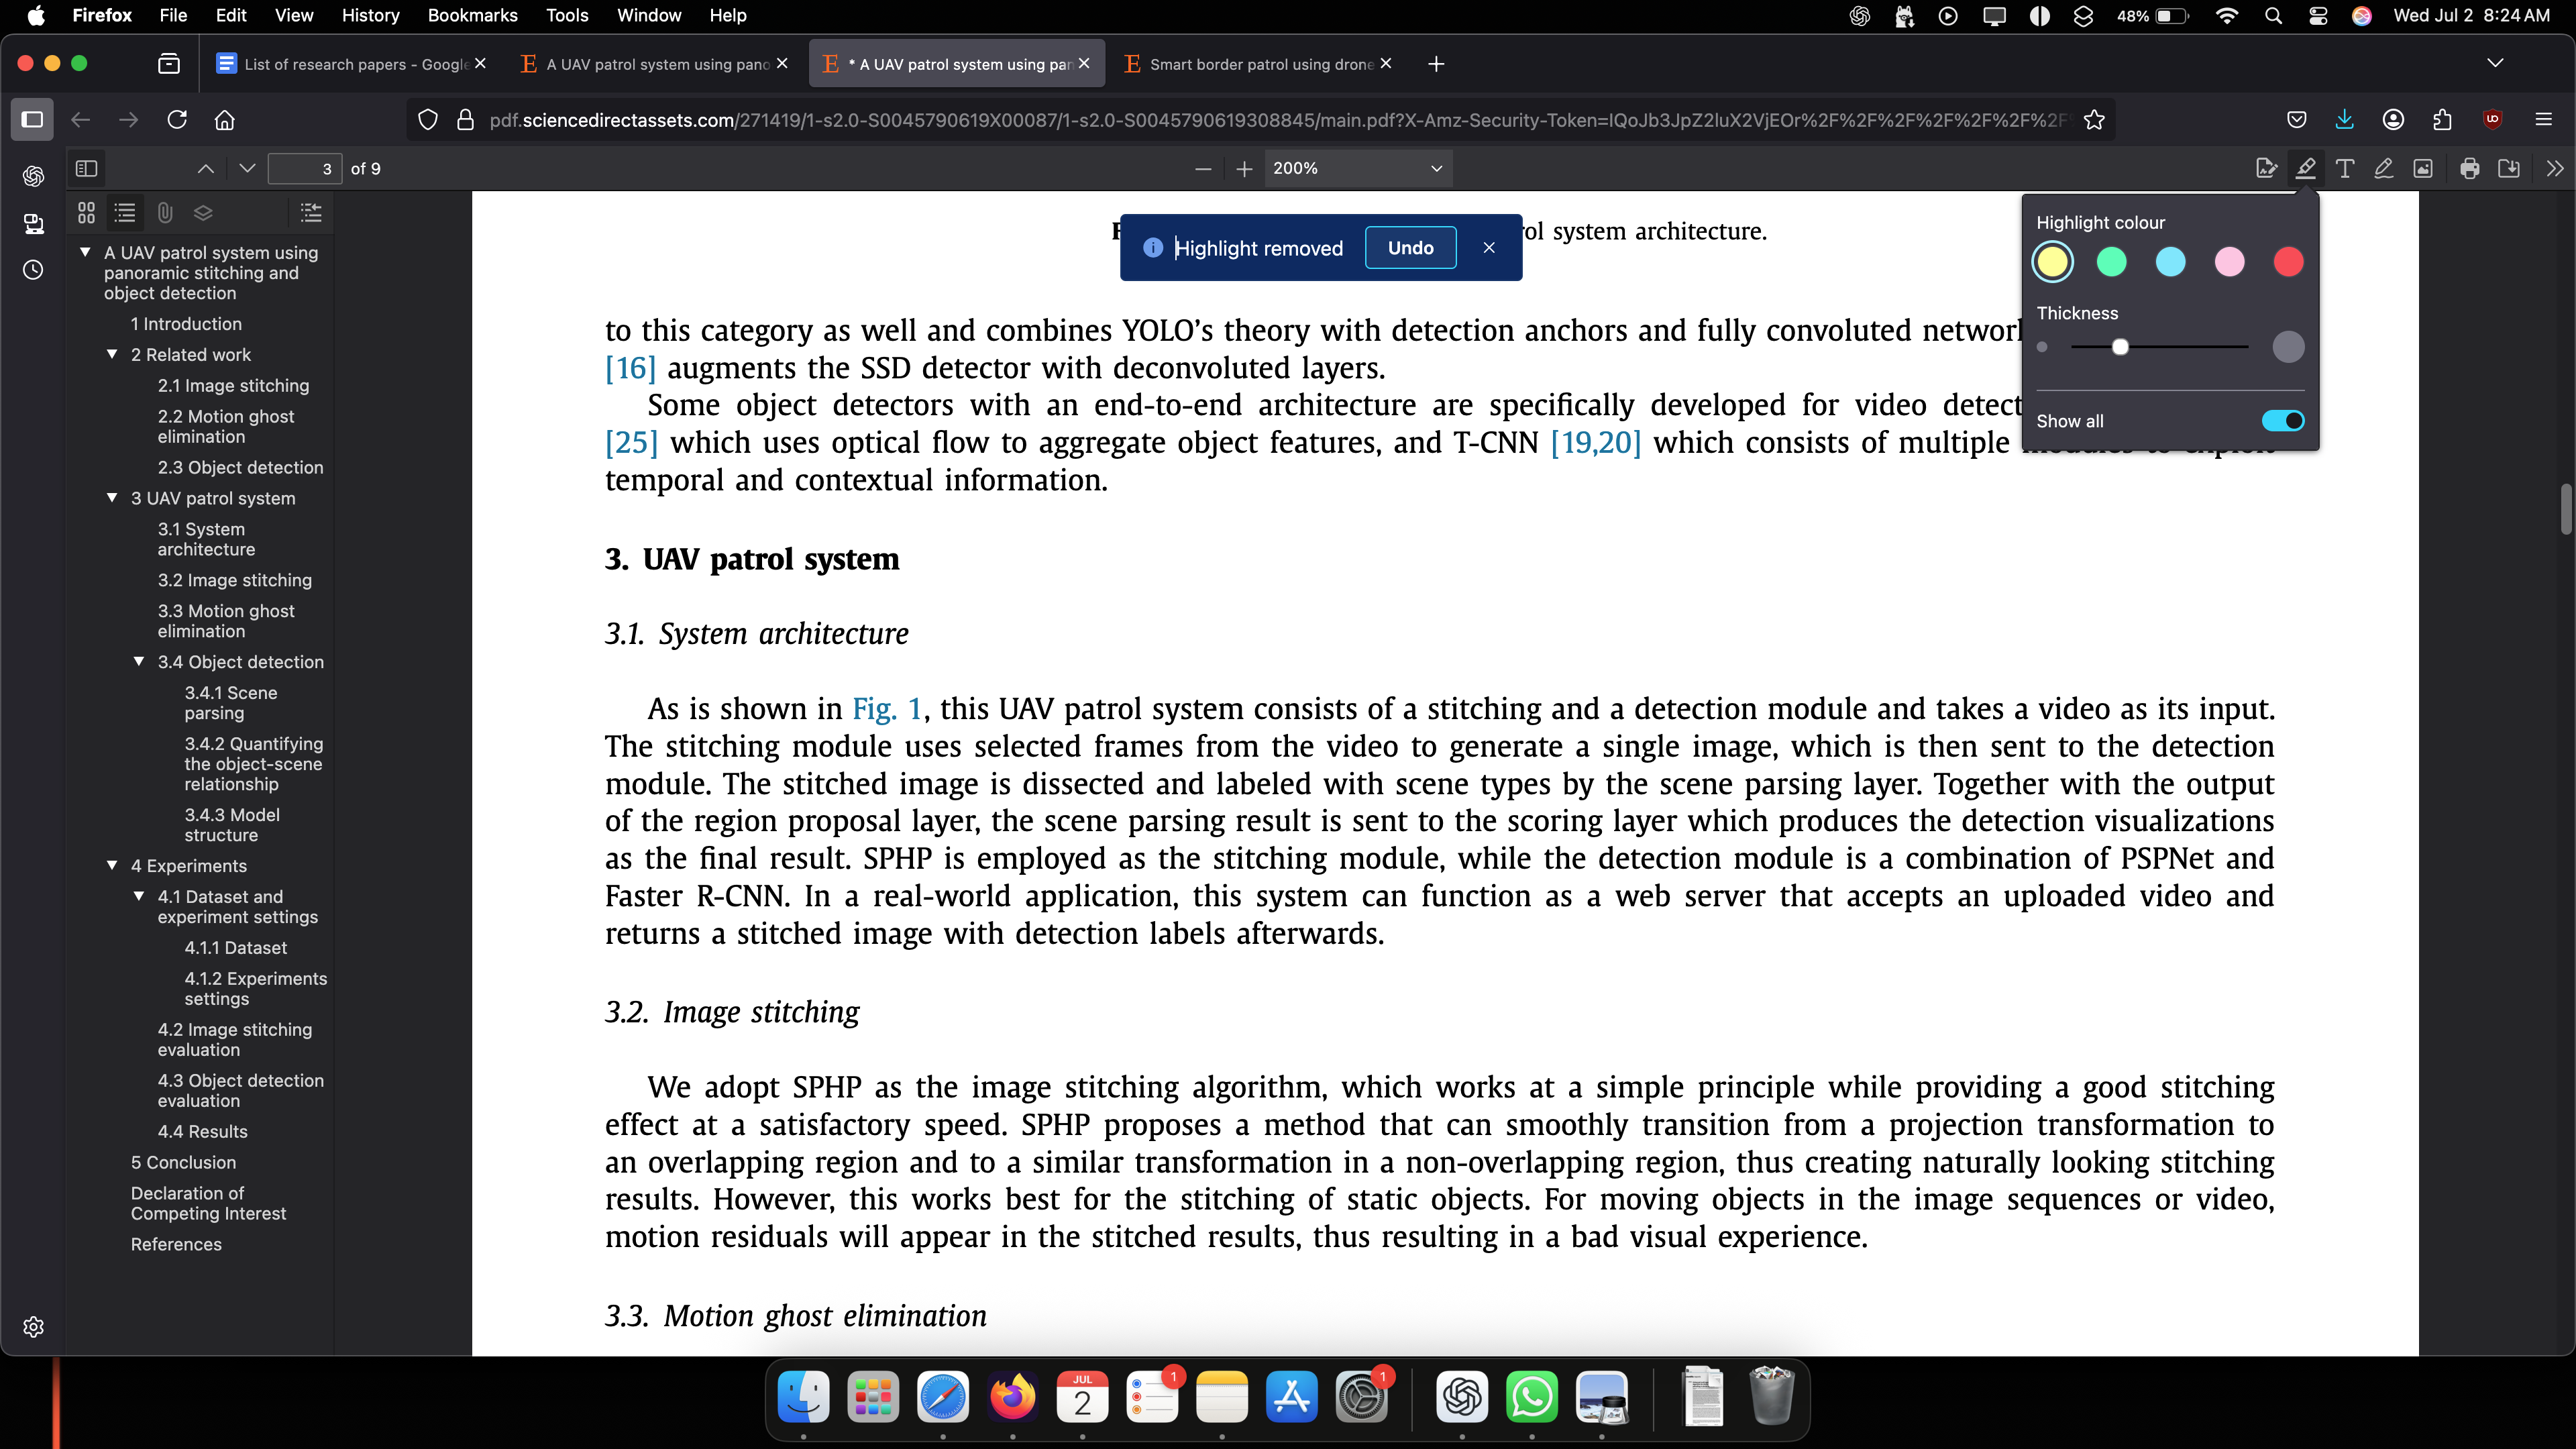 Firefox File Edit View History Bookmarks Tools Window Help 48% Wed Jul 2 8:24 AM
List of research papers - Google
A UAV patrol system using pano
* A UAV patrol system using pan
Smart border patrol using drone
pdf.sciencedirectassets.com/271419/1-s2.0-S0045790619X00087/1-s2.0-S0045790619308845/main.pdf?X-Amz-Security-Token=IQoJb3JpZ2luX2VjEOr%2F%2F%2F%2F%2F%2F%2F%2F
3 of 9
200%
A UAV patrol system using
panoramic stitching and
object detection
1 Introduction
2 Related work
2.1 Image stitching
2.2 Motion ghost
elimination
2.3 Object detection
3 UAV patrol system
3.1 System
architecture
3.2 Image stitching
3.3 Motion ghost
elimination
3.4 Object detection
3.4.1 Scene
parsing
3.4.2 Quantifying
the object-scene
relationship
3.4.3 Model
structure
4 Experiments
4.1 Dataset and
experiment settings
4.1.1 Dataset
4.1.2 Experiments
settings
4.2 Image stitching
evaluation
4.3 Object detection
evaluation
4.4 Results
5 Conclusion
Declaration of
Competing Interest
References
Highlight removed
Undo
rol system architecture.
Highlight colour
Thickness
Show all
to this category as well and combines YOLO's theory with detection anchors and fully convoluted networ
[16] augments the SSD detector with deconvoluted layers.
Some object detectors with an end-to-end architecture are specifically developed for video detect
[25] which uses optical flow to aggregate object features, and T-CNN [19,20] which consists of multiple modules to exploit
temporal and contextual information.
3. UAV patrol system
3.1. System architecture
As is shown in Fig. 1, this UAV patrol system consists of a stitching and a detection module and takes a video as its input.
The stitching module uses selected frames from the video to generate a single image, which is then sent to the detection
module. The stitched image is dissected and labeled with scene types by the scene parsing layer. Together with the output
of the region proposal layer, the scene parsing result is sent to the scoring layer which produces the detection visualizations
as the final result. SPHP is employed as the stitching module, while the detection module is a combination of PSPNet and
Faster R-CNN. In a real-world application, this system can function as a web server that accepts an uploaded video and
returns a stitched image with detection labels afterwards.
3.2. Image stitching
We adopt SPHP as the image stitching algorithm, which works at a simple principle while providing a good stitching
effect at a satisfactory speed. SPHP proposes a method that can smoothly transition from a projection transformation to
an overlapping region and to a similar transformation in a non-overlapping region, thus creating naturally looking stitching
results. However, this works best for the stitching of static objects. For moving objects in the image sequences or video,
motion residuals will appear in the stitched results, thus resulting in a bad visual experience.
3.3. Motion ghost elimination
JUL
2
1
1